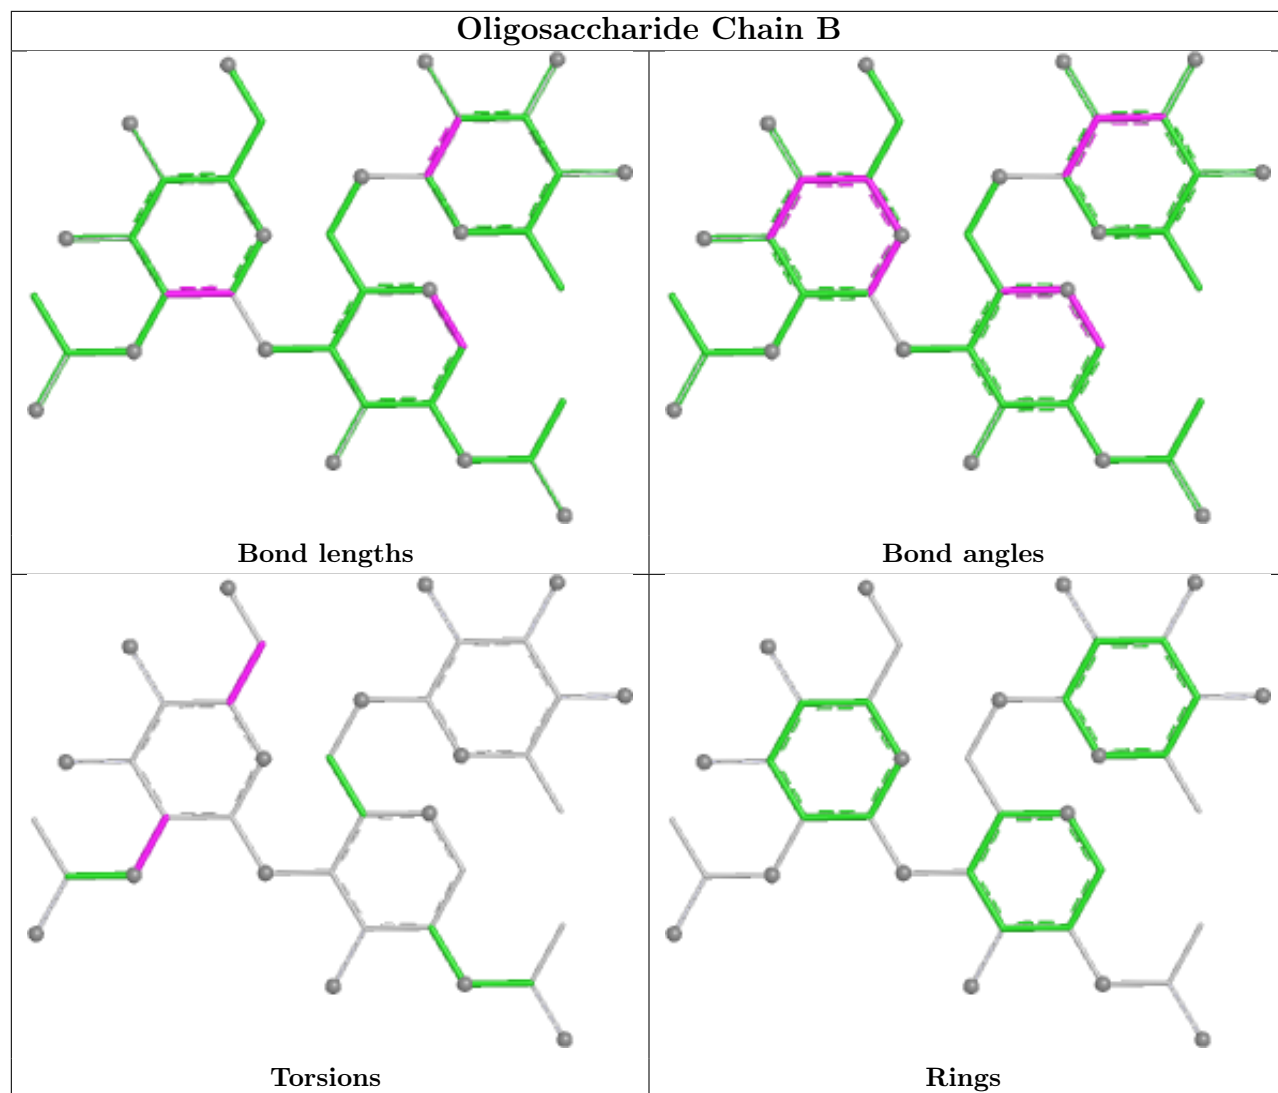 Oligosaccharide Chain B
Bond lengths
Bond angles
Torsions
Rings